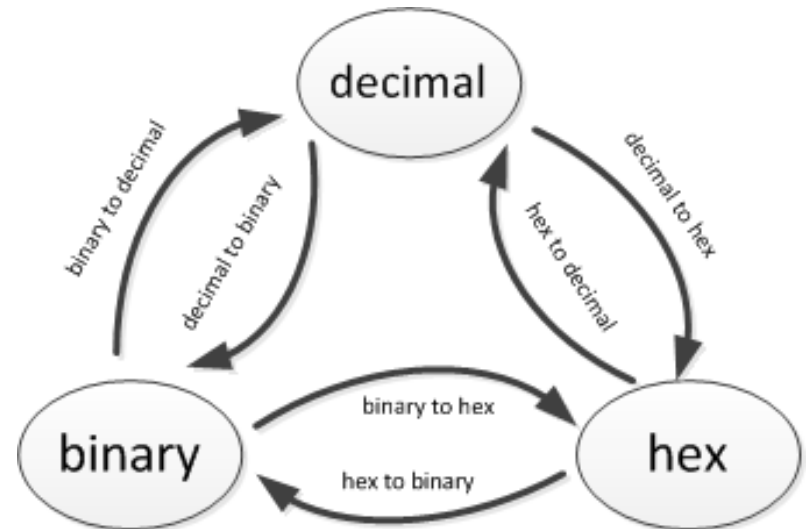 decimal
binary to decimal
decimal to binary
hex to decimal
decimal to hex
binary to hex
binary
hex
hex to binary